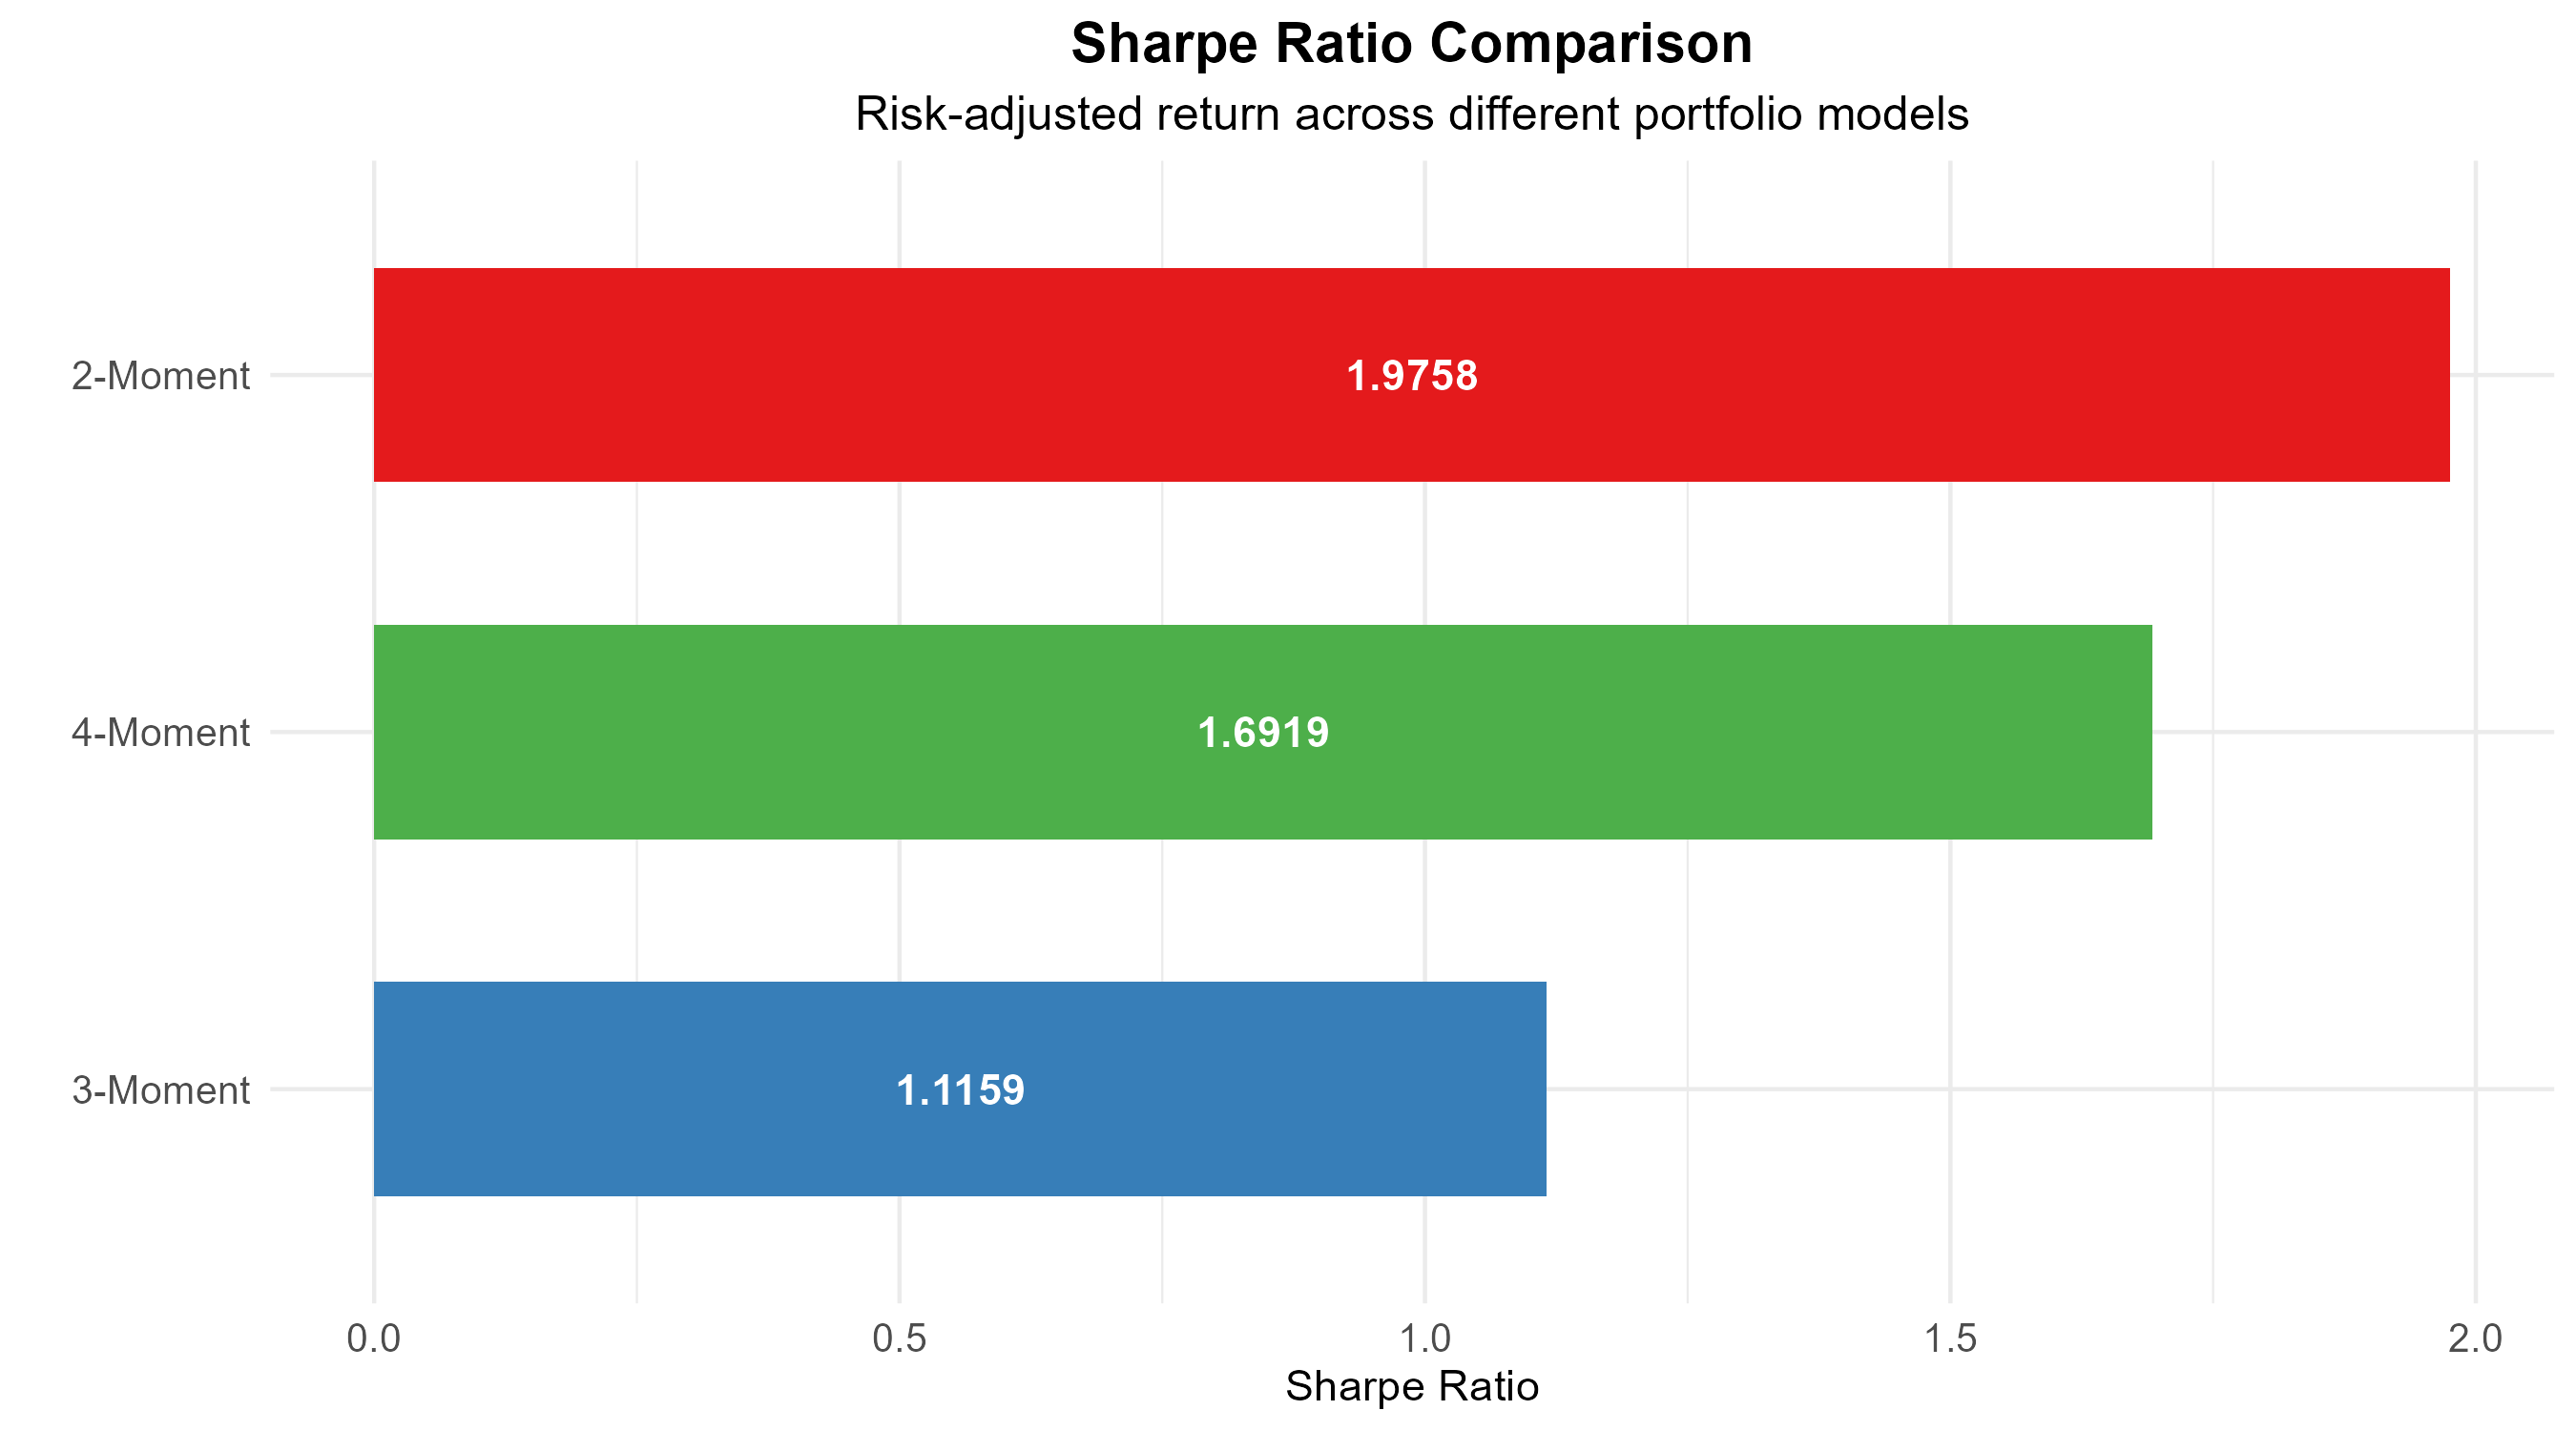 Sharpe Ratio Comparison
Risk-adjusted return across different portfolio models
2-Moment
1.9758
4-Moment
1.6919
3-Moment
1.1159
0.0 0.5 1.0 1.5 2.0
Sharpe Ratio